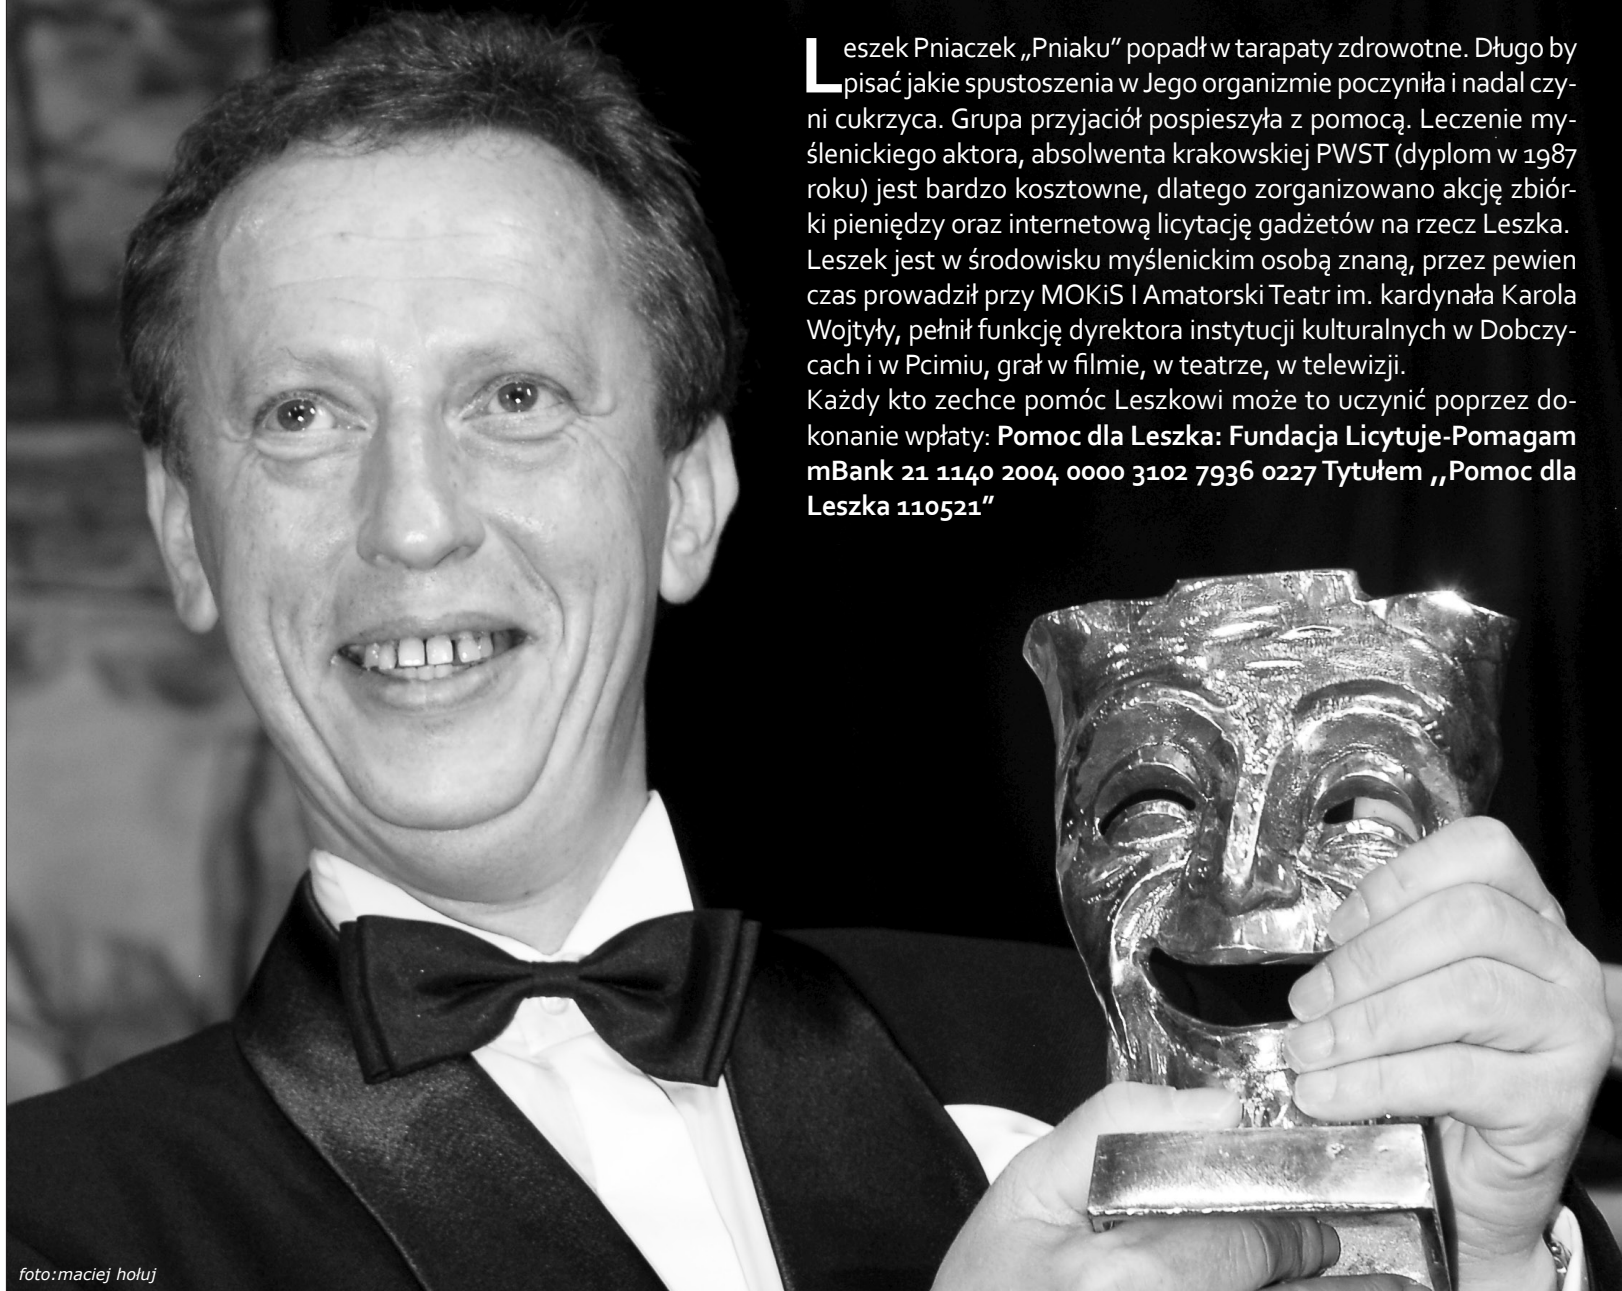 Leszek Pniaczek „Pniaku” popadł w tarapaty zdrowotne. Długo by
pisać jakie spustoszenia w Jego organizmie poczyniła i nadal czy-
ni cukrzyca. Grupa przyjaciół pospieszyła z pomocą. Leczenie my-
ślenickiego aktora, absolwenta krakowskiej PWST (dyplom w 1987
roku) jest bardzo kosztowne, dlatego zorganizowano akcję zbiór-
ki pieniędzy oraz internetową licytację gadżetów na rzecz Leszka.
Leszek jest w środowisku myślenickim osobą znaną, przez pewien
czas prowadził przy MOKiS I Amatorski Teatr im. kardynała Karola
Wojtyły, pełnił funkcję dyrektora instytucji kulturalnych w Dobczy-
cach i w Pcimiu, grał w filmie, w teatrze, w telewizji.
Każdy kto zechce pomóc Leszkowi może to uczynić poprzez do-
konanie wpłaty: Pomoc dla Leszka: Fundacja Licytuje-Pomagam
mBank 21 1140 2004 0000 3102 7936 0227 Tytułem ,,Pomoc dla
Leszka 110521”
foto:maciej hołuj